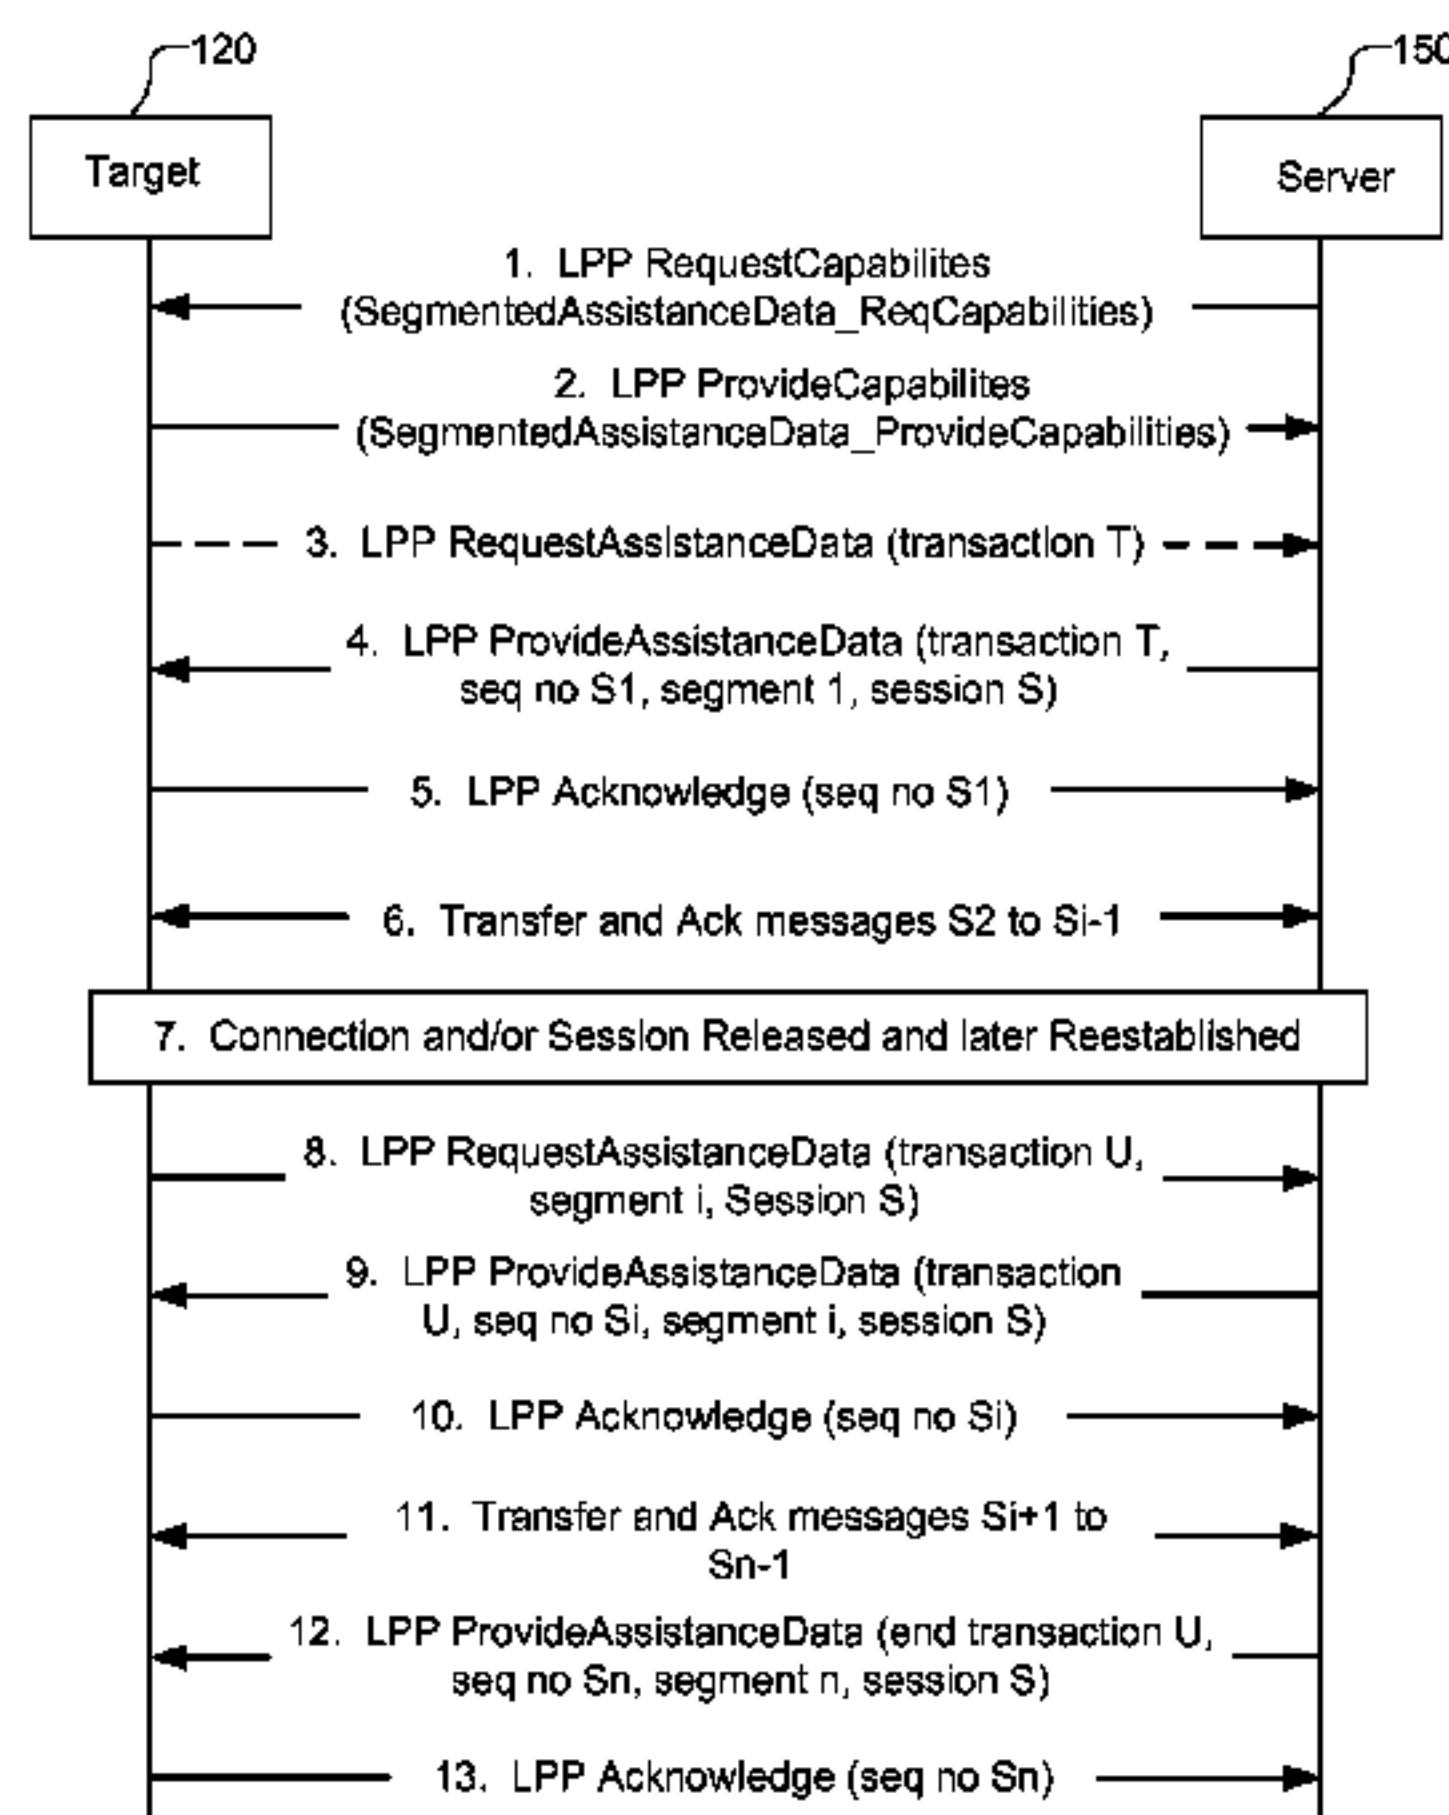 120
150
Target
Server
1. LPP RequestCapabilites
(SegmentedAssistanceData_ReqCapabilities)
2. LPP ProvideCapabilites
(SegmentedAssistanceData_ProvideCapabilities)
3. LPP RequestAssistanceData (transaction T)
4. LPP ProvideAssistanceData (transaction T,
seq no S1, segment 1, session S)
5. LPP Acknowledge (seq no S1)
6. Transfer and Ack messages S2 to Si-1
7. Connection and/or Session Released and later Reestablished
8. LPP RequestAssistanceData (transaction U,
segment i, Session S)
9. LPP ProvideAssistanceData (transaction
U, seq no Si, segment i, session S)
10. LPP Acknowledge (seq no Si)
11. Transfer and Ack messages Si+1 to
Sn-1
12. LPP ProvideAssistanceData (end transaction U,
seq no Sn, segment n, session S)
13. LPP Acknowledge (seq no Sn)